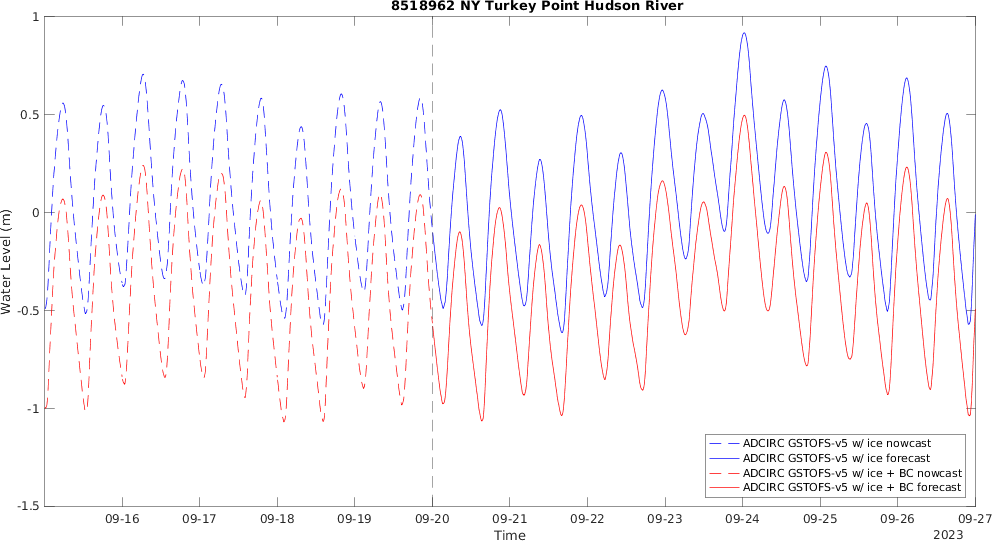 8518962 NY Turkey Point Hudson River
Water Level (m)
1
0.5
0
-0.5
-1
-1.5
09-16 09-17 09-18 09-19 09-20 09-21 09-22 09-23 09-24 09-25 09-26 09-27
Time
2023
ADCIRC GSTOFS-v5 w/ ice nowcast
ADCIRC GSTOFS-v5 w/ ice forecast
ADCIRC GSTOFS-v5 w/ ice + BC nowcast
ADCIRC GSTOFS-v5 w/ ice + BC forecast